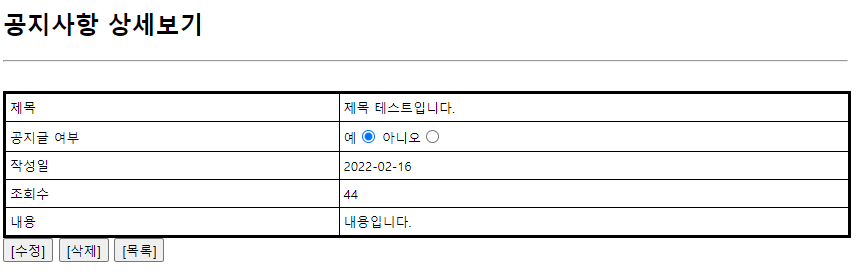 공지사항 상세보기
제목 제목 테스트입니다.
공지글 여부 예 아니오
작성일 2022-02-16
조회수 44
내용 내용입니다.
[수정] [삭제] [목록]